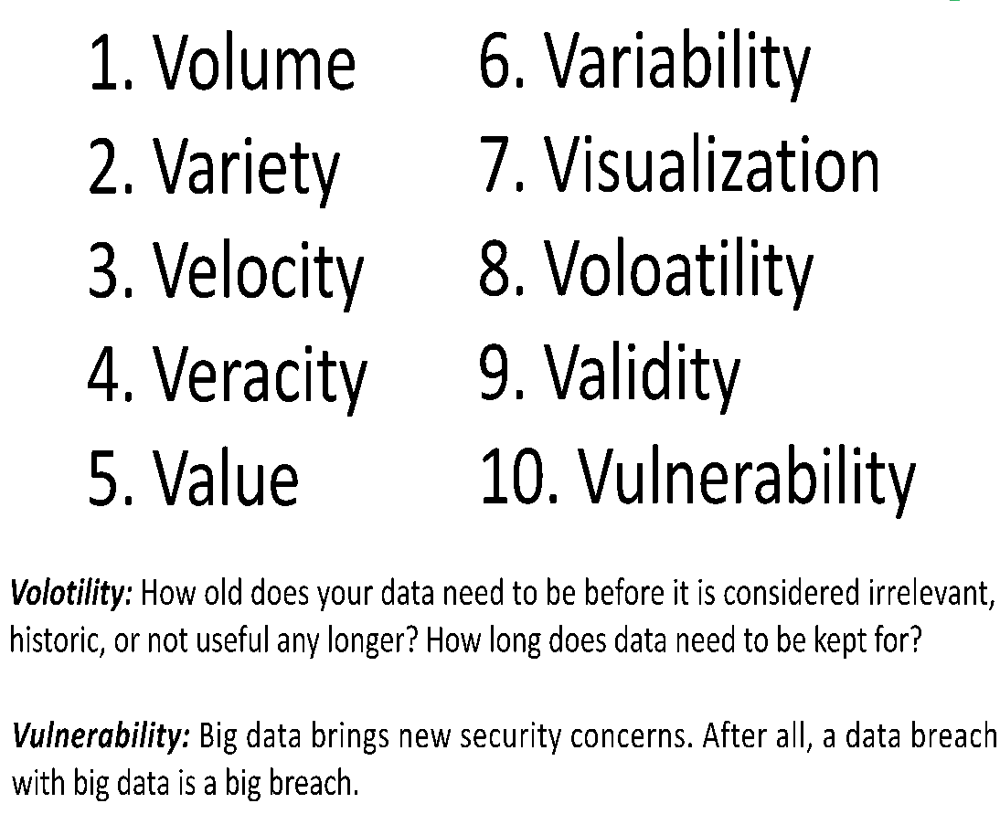 1. Volume
2. Variety
3. Velocity
4. Veracity
5. Value
6. Variability
7. Visualization
8. Voloatility
9. Validity
10. Vulnerability
Volotility: How old does your data need to be before it is considered irrelevant,
historic, or not useful any longer? How long does data need to be kept for?
Vulnerability: Big data brings new security concerns. After all, a data breach
with big data is a big breach.